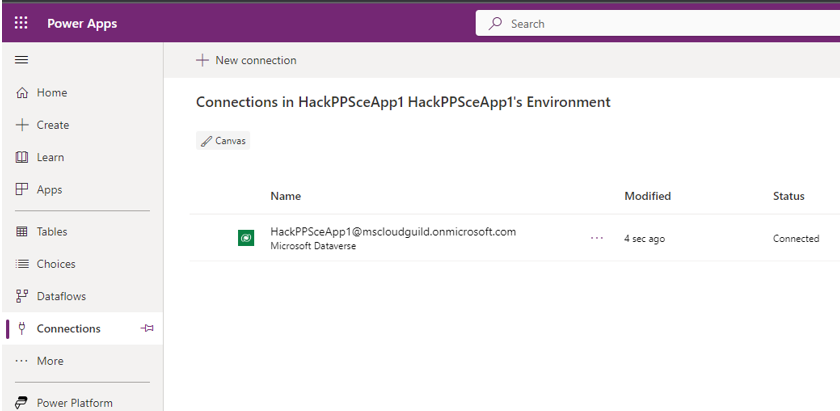 Power Apps
Search
Home
Create
Learn
Apps
Tables
Choices
Dataflows
Connections
More
Power Platform
New connection
Connections in HackPPSceApp1 HackPPSceApp1's Environment
Canvas
Name Modified Status
HackPPSceApp1@mscloudguild.onmicrosoft.com 4 sec ago Connected
Microsoft Dataverse